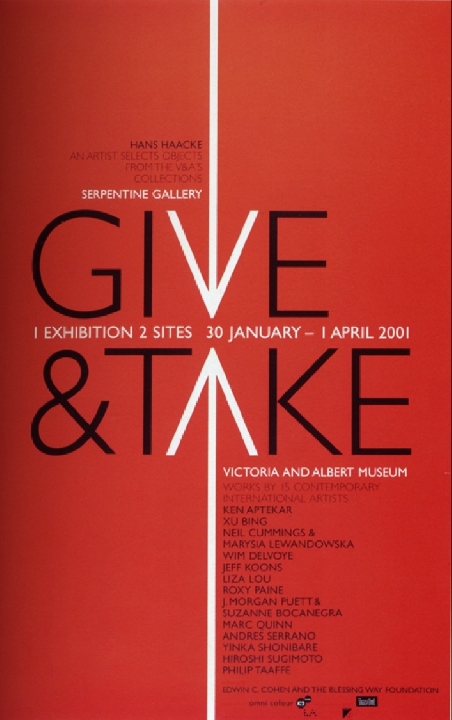 HANS HAACKE
AN ARTIST SELECTS OBJECTS
FROM THE V&A'S
COLLECTIONS
SERPENTINE GALLERY
GIVE
1 EXHIBITION 2 SITES 30 JANUARY – 1 APRIL 2001
&TAKE
VICTORIA AND ALBERT MUSEUM
WORKS BY 15 CONTEMPORARY
INTERNATIONAL ARTISTS:
KEN APTEKAR
XU BING
NEIL CUMMINGS &
MARYSIA LEWANDOWSKA
WIM DELVOYE
JEFF KOONS
LIZA LOU
ROXY PAINE
J.MORGAN PUETT &
SUZANNE BOCANEGRA
MARC QUINN
ANDRES SERRANO
YINKA SHONIBARE
HIROSHI SUGIMOTO
PHILIP TAAFFE
EDWIN C. COHEN AND THE BLESSING WAY FOUNDATION